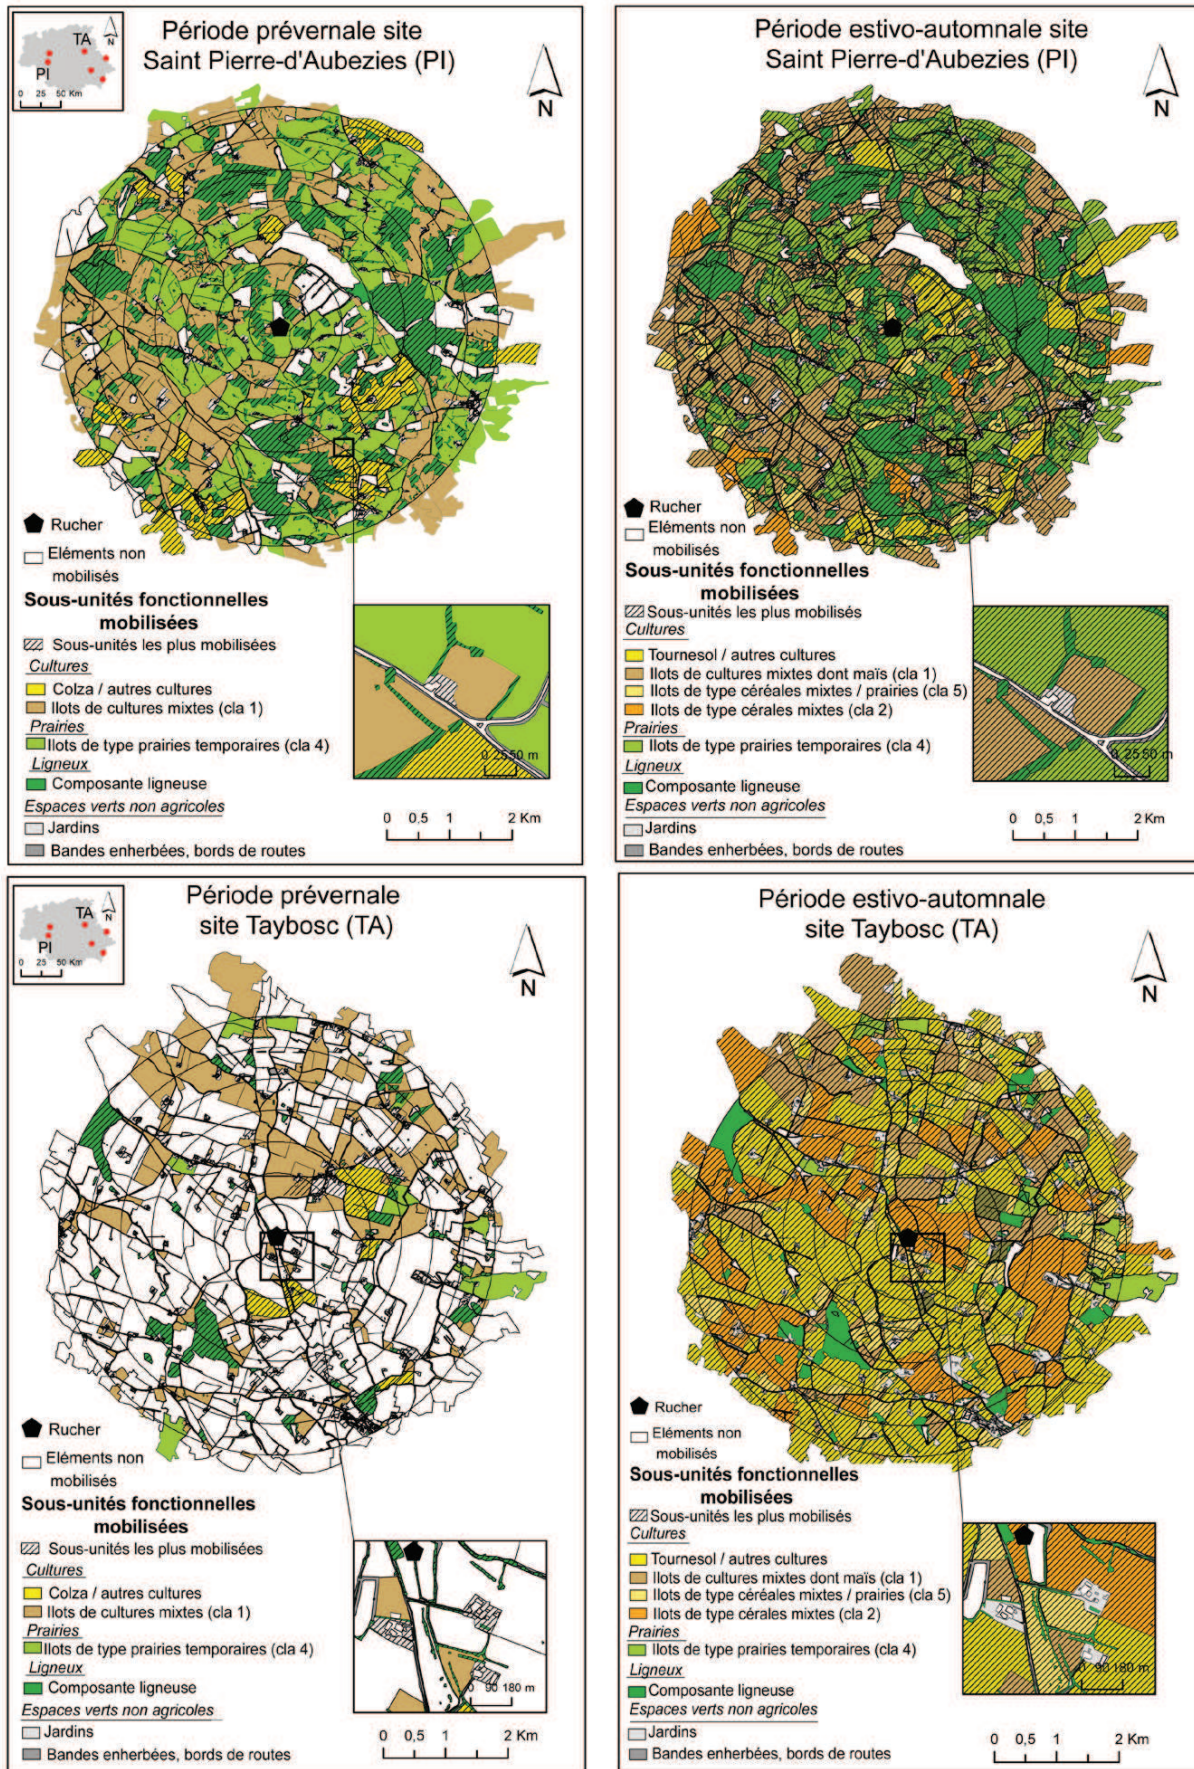 Période prévernale site
Saint Pierre-d'Aubezies (PI)
TA
N
PI
0 25 50 Km
N
Rucher
Eléments non
mobilisés
Sous-unités fonctionnelles
mobilisées
Sous-unités les plus mobilisées
Cultures
Colza / autres cultures
Ilots de cultures mixtes (cla 1)
Prairies
Ilots de type prairies temporaires (cla 4)
Ligneux
Composante ligneuse
Espaces verts non agricoles
Jardins
Bandes enherbées, bords de routes
0 2550 m
0 0,5 1 2 Km
Période estivo-automnale site
Saint Pierre-d'Aubezies (PI)
N
Rucher
Eléments non
mobilisés
Sous-unités fonctionnelles
mobilisées
Sous-unités les plus mobilisés
Cultures
Tournesol / autres cultures
Ilots de cultures mixtes dont maïs (cla 1)
Ilots de type céréales mixtes / prairies (cla 5)
Ilots de type cérales mixtes (cla 2)
Prairies
Ilots de type prairies temporaires (cla 4)
Ligneux
Composante ligneuse
Espaces verts non agricoles
Jardins
Bandes enherbées, bords de routes
0 2550 m
0 0,5 1 2 Km
Période prévernale
site Taybosc (TA)
TA
N
PI
0 25 50 Km
N
Rucher
Eléments non
mobilisés
Sous-unités fonctionnelles
mobilisées
Sous-unités les plus mobilisées
Cultures
Colza / autres cultures
Ilots de cultures mixtes (cla 1)
Prairies
Ilots de type prairies temporaires (cla 4)
Ligneux
Composante ligneuse
Espaces verts non agricoles
Jardins
Bandes enherbées, bords de routes
0 90 180 m
0 0,5 1 2 Km
Période estivo-automnale
site Taybosc (TA)
N
Rucher
Eléments non
mobilisés
Sous-unités fonctionnelles
mobilisées
Sous-unités les plus mobilisés
Cultures
Tournesol / autres cultures
Ilots de cultures mixtes dont maïs (cla 1)
Ilots de type céréales mixtes / prairies (cla 5)
Ilots de type cérales mixtes (cla 2)
Prairies
Ilots de type prairies temporaires (cla 4)
Ligneux
Composante ligneuse
Espaces verts non agricoles
Jardins
Bandes enherbées, bords de routes
0 90 180 m
0 0,5 1 2 Km